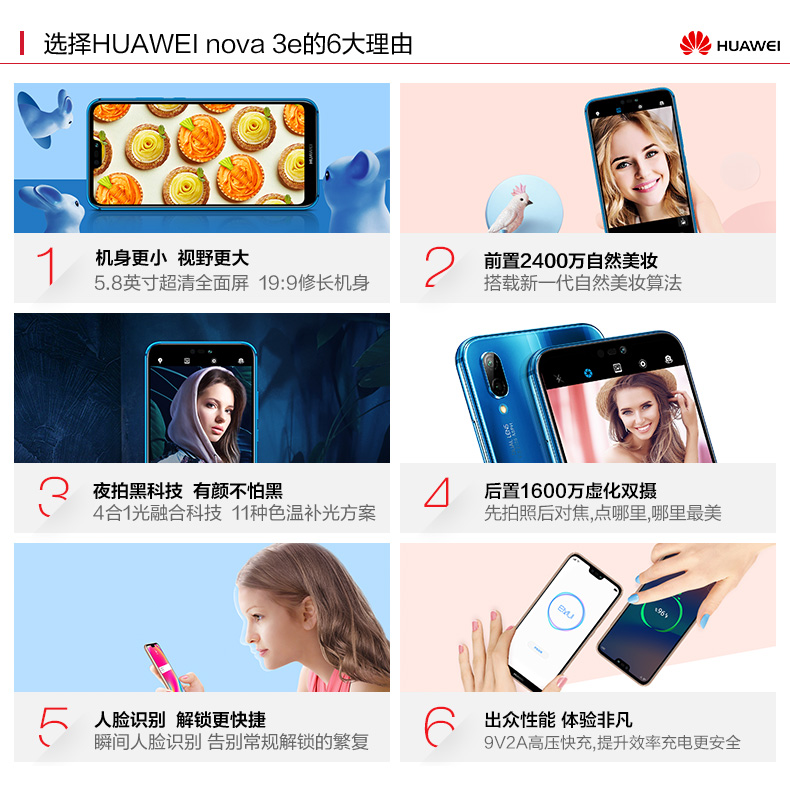 选择HUAWEI nova 3e的6大理由
HUAWEI
HUAWEI
1
机身更小 视野更大
5.8英寸超清全面屏 19:9修长机身
2
前置2400万自然美妆
搭载新一代自然美妆算法
3
夜拍黑科技 有颜不怕黑
4合1光融合科技 11种色温补光方案
4
后置1600万虚化双摄
先拍照后对焦,点哪里,哪里最美
5
人脸识别 解锁更快捷
瞬间人脸识别 告别常规解锁的繁复
EMUI
96%
6
出众性能 体验非凡
9V2A高压快充,提升效率充电更安全